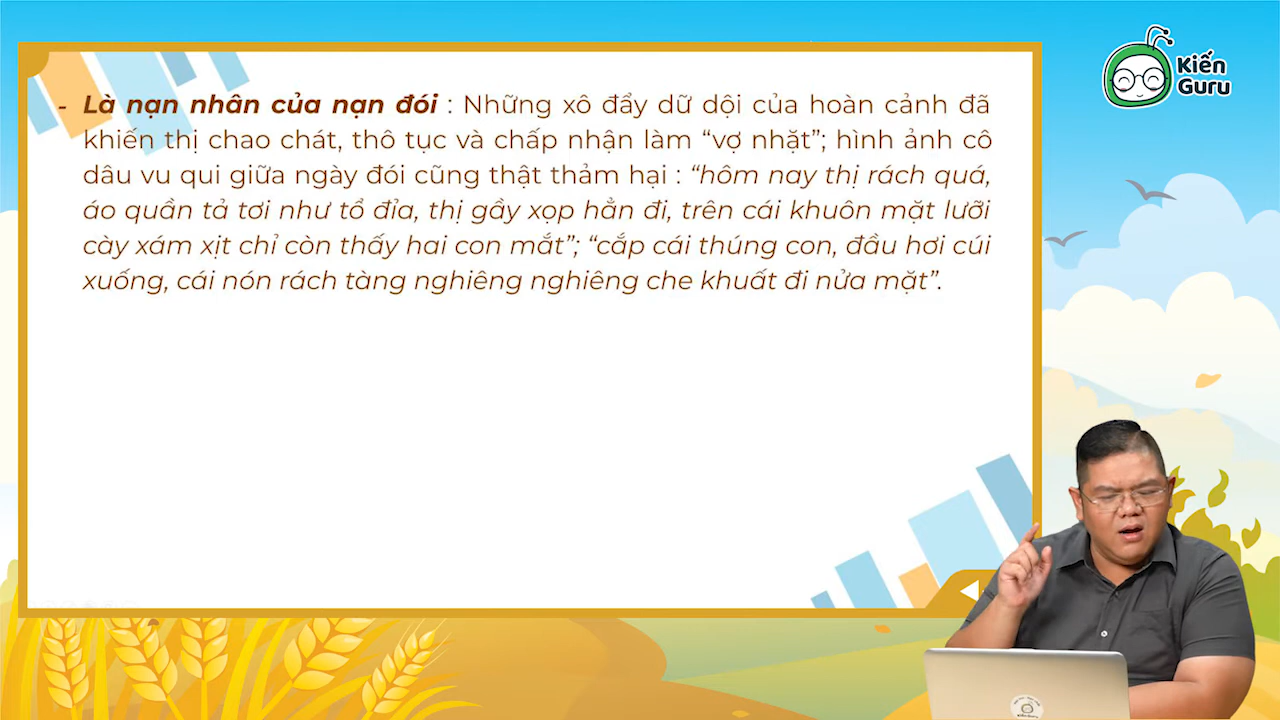 - Là nạn nhân của nạn đói : Những xô đẩy dữ dội của hoàn cảnh đã
khiến thị chao chát, thô tục và chấp nhận làm “vợ nhặt”; hình ảnh cô
dâu vu qui giữa ngày đói cũng thật thảm hại : “hôm nay thị rách quá,
áo quần tả tơi như tổ đỉa, thị gầy xọp hẳn đi, trên cái khuôn mặt lưỡi
cày xám xịt chỉ còn thấy hai con mắt”; “cắp cái thúng con, đầu hơi cúi
xuống, cái nón rách tàng nghiêng nghiêng che khuất đi nửa mặt”.
Kiến
Guru